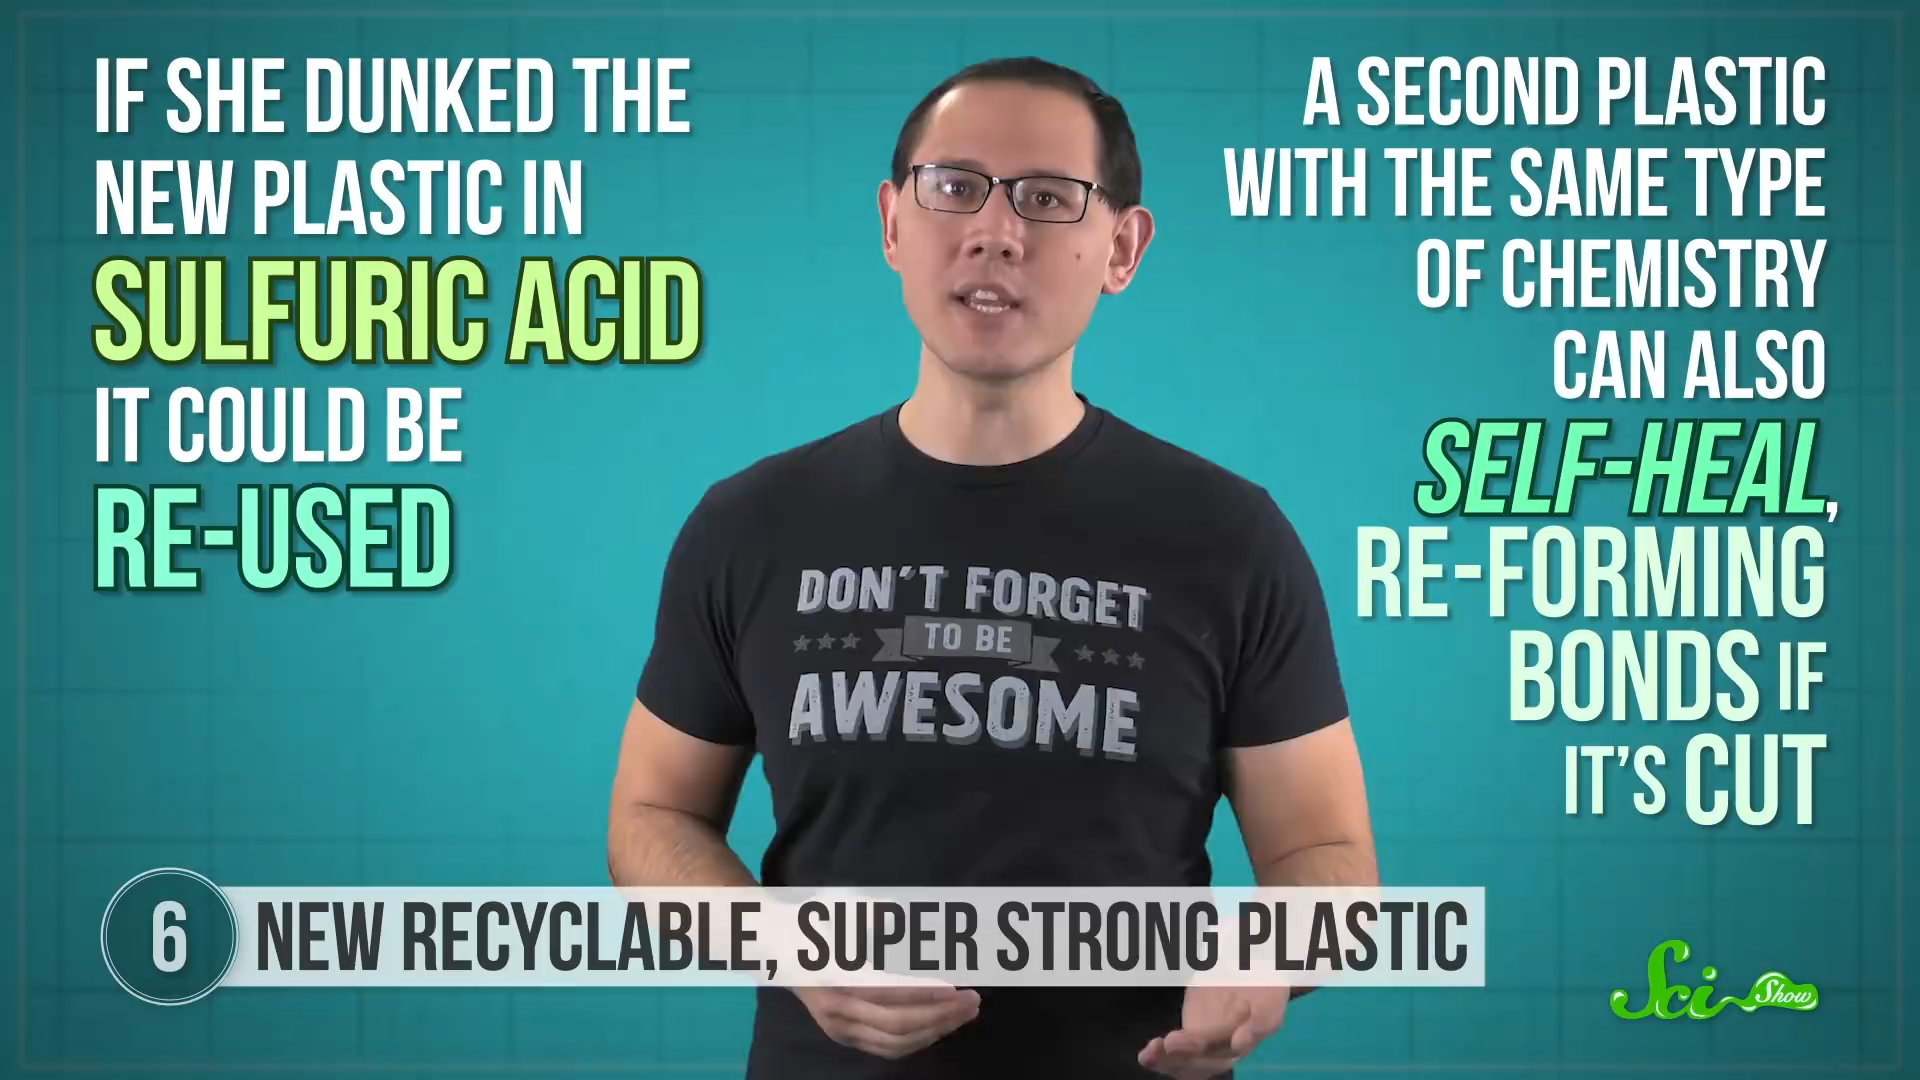 IF SHE DUNKED THE
NEW PLASTIC IN
SULFURIC ACID
IT COULD BE
RE-USED
A SECOND PLASTIC
WITH THE SAME TYPE
OF CHEMISTRY
CAN ALSO
SELF-HEAL,
RE-FORMING
BONDS IF
IT'S CUT
DON'T FORGET
TO BE
AWESOME
6 NEW RECYCLABLE, SUPER STRONG PLASTIC
Sci Show